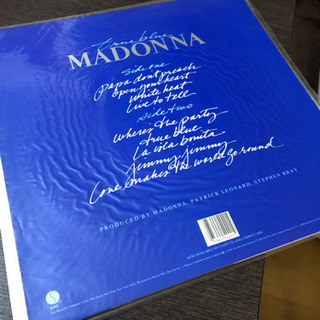 True blue
MADONNA
Side one
Papa don't preach
Open your heart
White heat
Live to tell
Side two
Where's the party
True blue
La isla bonita
Jimmy, Jimmy
Love makes the world go round
PRODUCED BY MADONNA, PATRICK LEONARD, STEPHEN BRAY